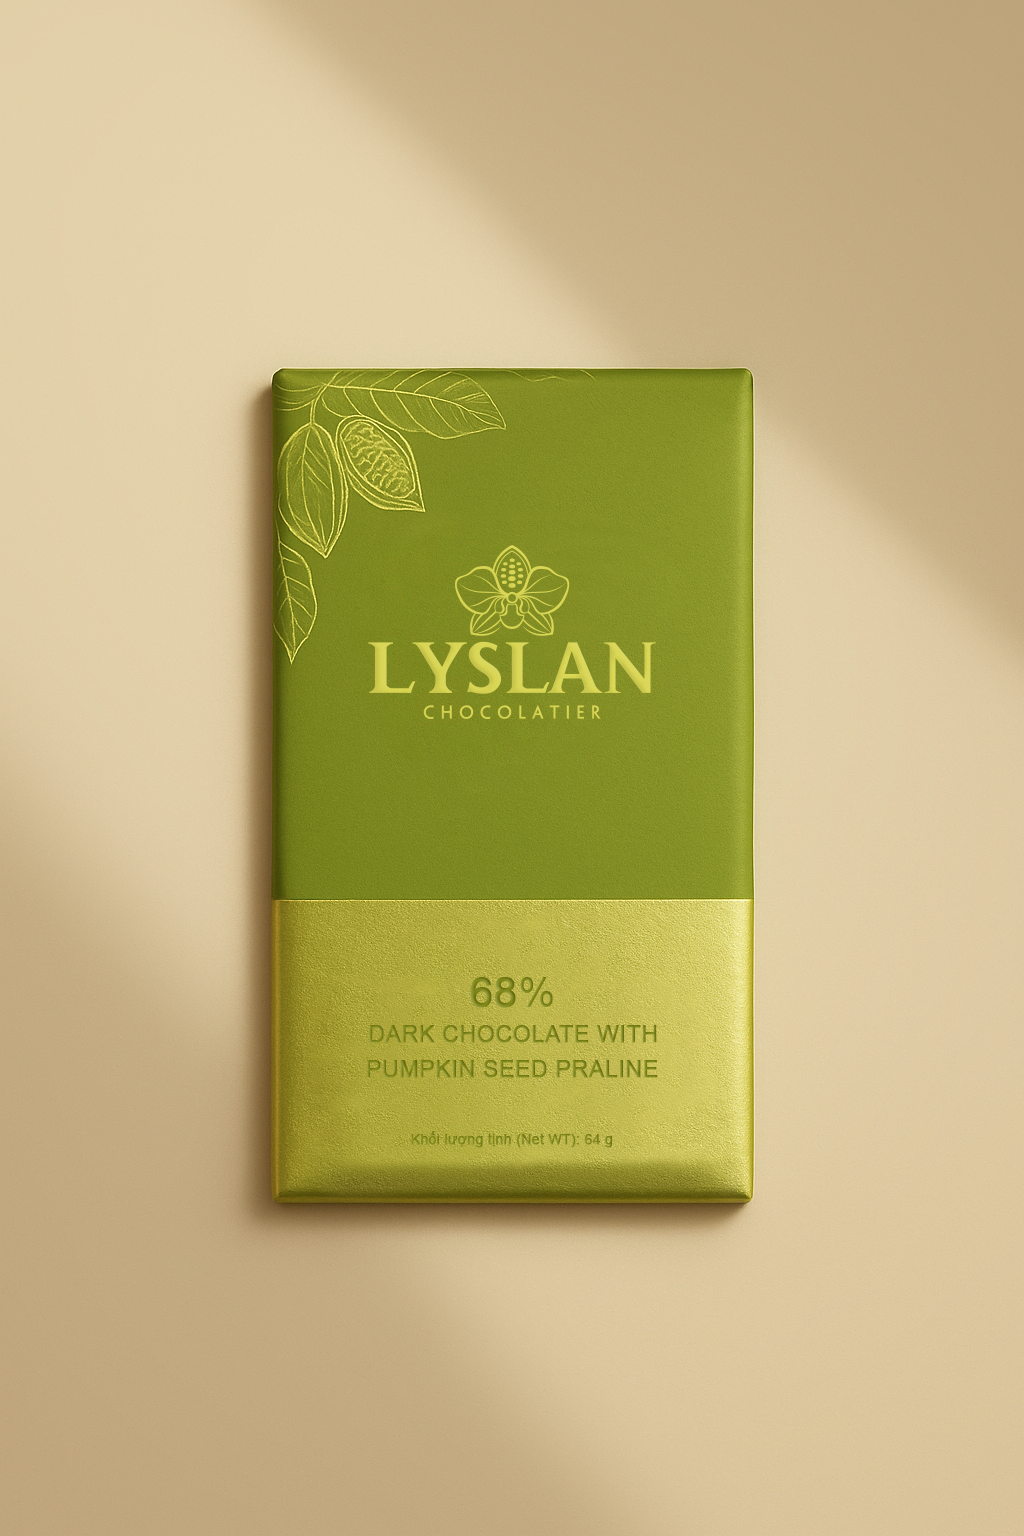 LYSLAN
CHOCOLATIER
68%
DARK CHOCOLATE WITH
PUMPKIN SEED PRALINE
Khối lượng tịnh (Net WT): 64 g